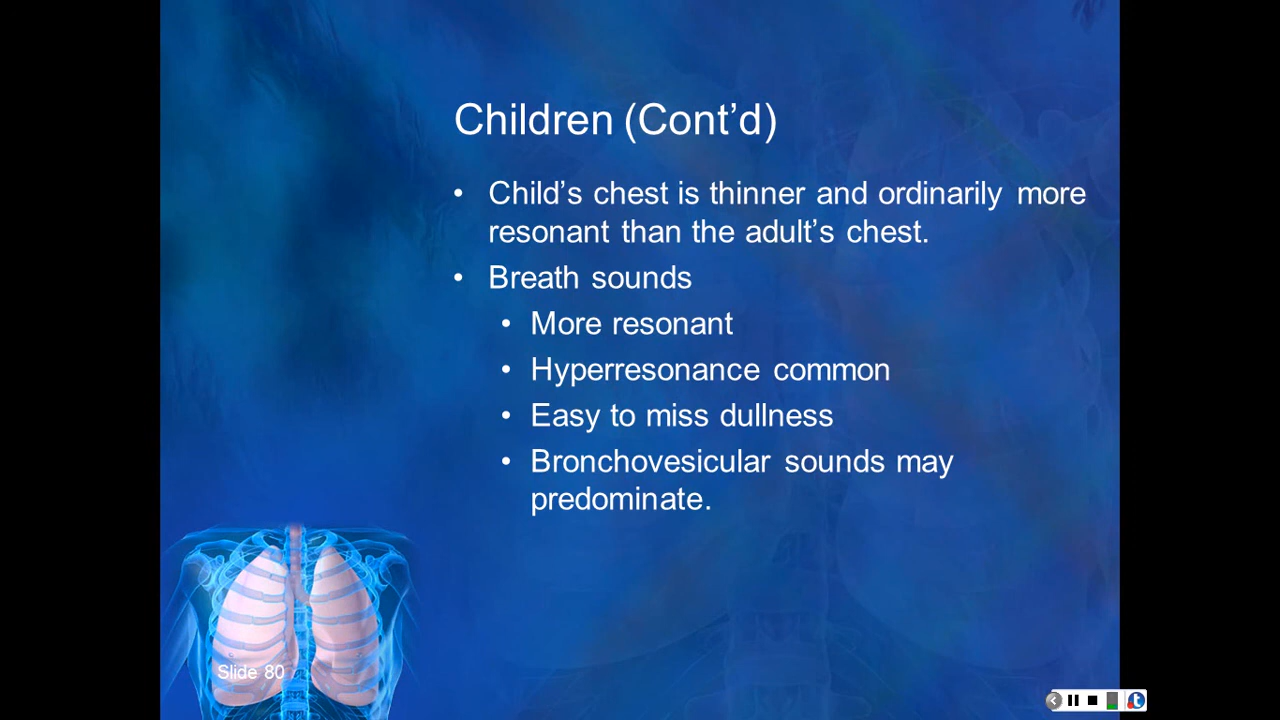 Children (Cont’d)
• Child’s chest is thinner and ordinarily more
resonant than the adult’s chest.
• Breath sounds
• More resonant
• Hyperresonance common
• Easy to miss dullness
• Bronchovesicular sounds may
predominate.
Slide 80
t